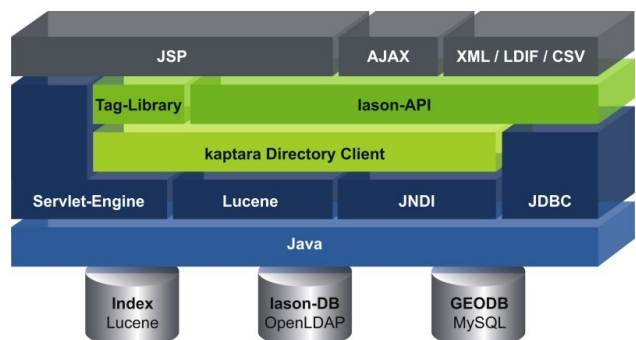 JSP
AJAX
XML / LDIF / CSV
Tag-Library
Iason-API
kaptara Directory Client
Servlet-Engine
Lucene
JNDI
JDBC
Java
Index
Lucene
Iason-DB
OpenLDAP
GEODB
MySQL